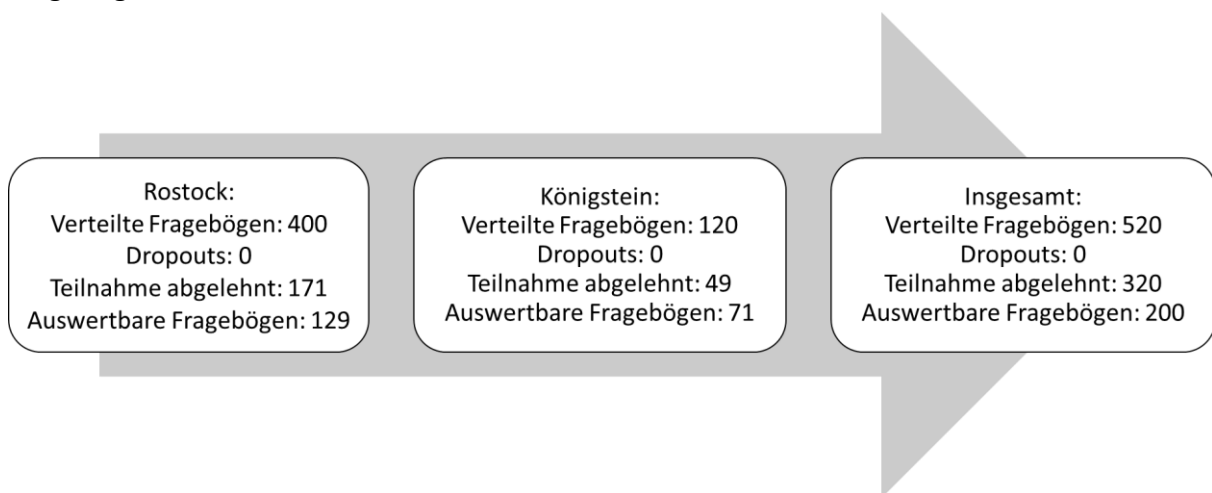 Rostock:
Verteilte Fragebögen: 400
Dropouts: 0
Teilnahme abgelehnt: 171
Auswertbare Fragebögen: 129
Königstein:
Verteilte Fragebögen: 120
Dropouts: 0
Teilnahme abgelehnt: 49
Auswertbare Fragebögen: 71
Insgesamt:
Verteilte Fragebögen: 520
Dropouts: 0
Teilnahme abgelehnt: 320
Auswertbare Fragebögen: 200